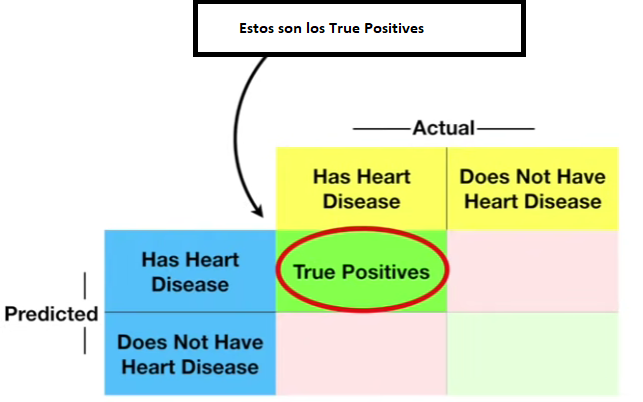 Estos son los True Positives
Actual
Has Heart
Disease
Does Not Have
Heart Disease
Has Heart
Disease
True Positives
Predicted
Does Not Have
Heart Disease